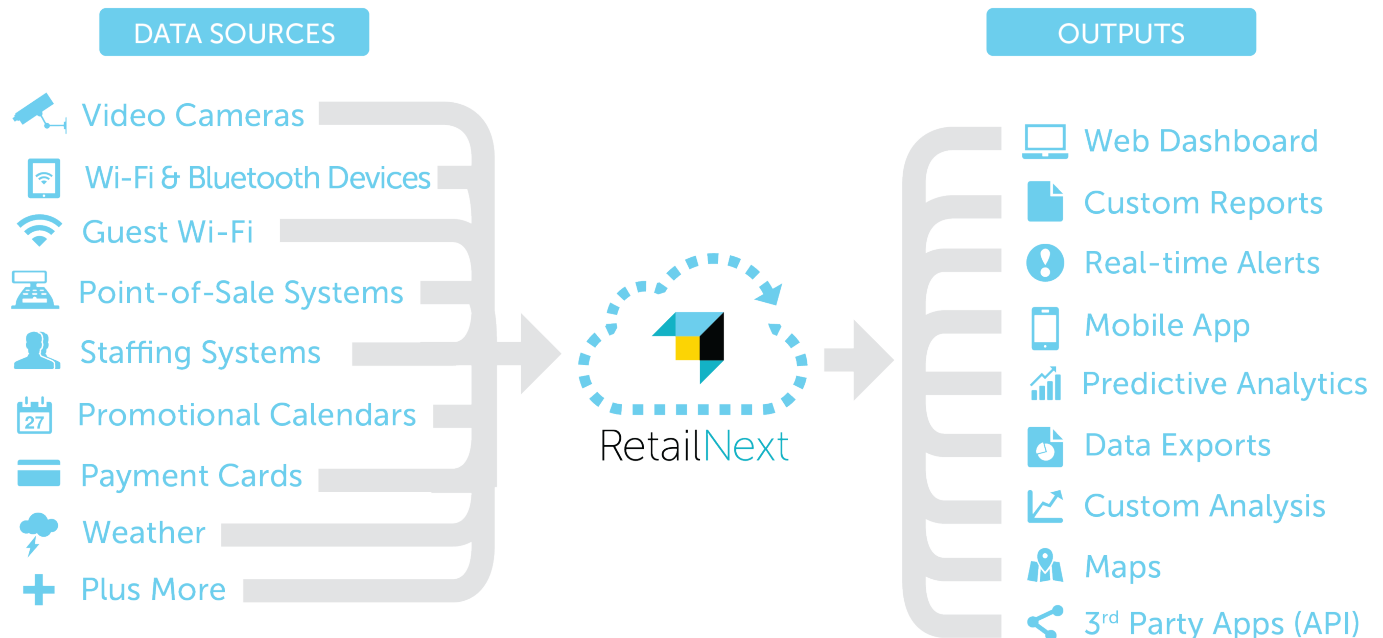 DATA SOURCES
Video Cameras
Wi-Fi & Bluetooth Devices
Guest Wi-Fi
Point-of-Sale Systems
Staffing Systems
27
Promotional Calendars
Payment Cards
Weather
Plus More
RetailNext
OUTPUTS
Web Dashboard
Custom Reports
Real-time Alerts
Mobile App
Predictive Analytics
Data Exports
Custom Analysis
Maps
3rd Party Apps (API)